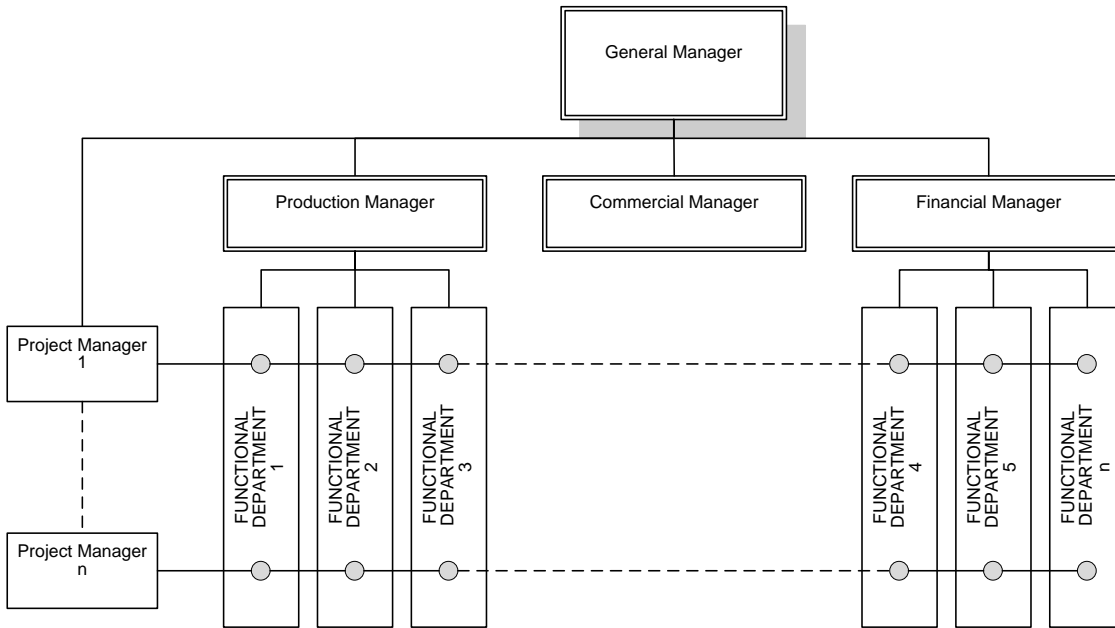 General Manager
Production Manager
Commercial Manager
Financial Manager
Project Manager
1
FUNCTIONAL
DEPARTMENT
1
FUNCTIONAL
DEPARTMENT
2
FUNCTIONAL
DEPARTMENT
3
FUNCTIONAL
DEPARTMENT
4
FUNCTIONAL
DEPARTMENT
5
FUNCTIONAL
DEPARTMENT
n
Project Manager
n